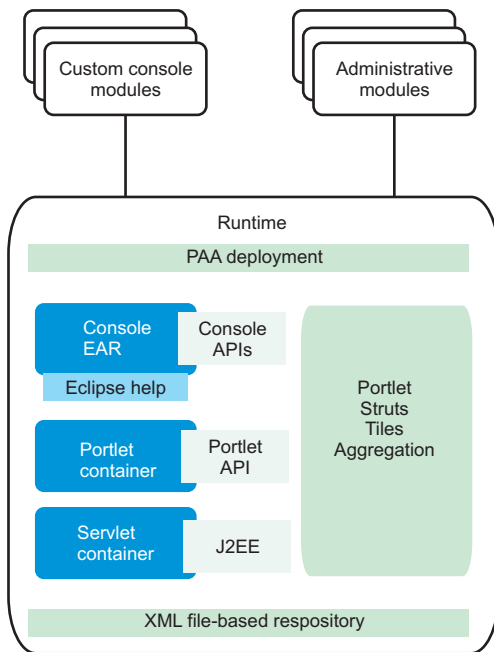 Custom console
modules
Administrative
modules
Runtime
PAA deployment
Console
EAR
Console
APIs
Eclipse help
Portlet
container
Portlet
API
Servlet
container
J2EE
Portlet
Struts
Tiles
Aggregation
XML file-based respository